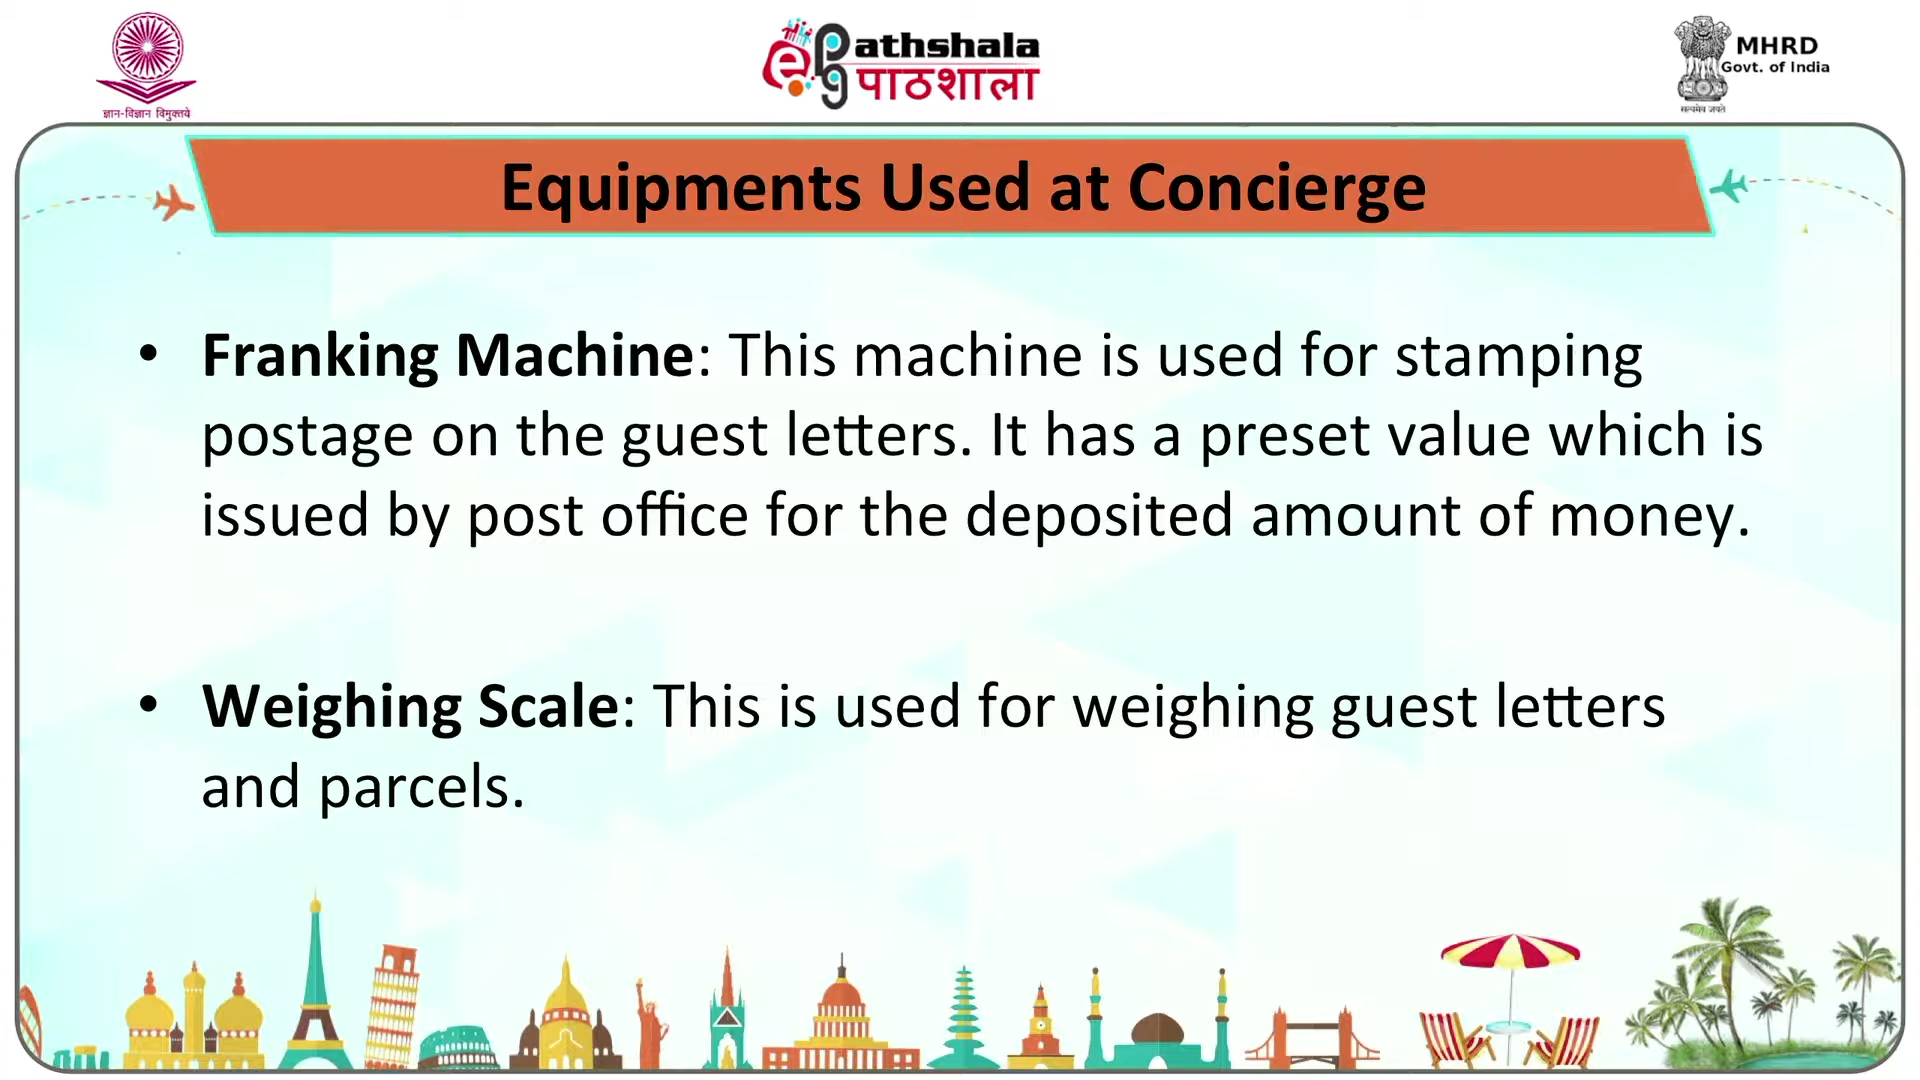 ज्ञान-विज्ञान विमुक्तये
ePG Pathshala
पाठशाला
MHRD
Govt. of India
सत्यमेव जयते
Equipments Used at Concierge
• Franking Machine: This machine is used for stamping
postage on the guest letters. It has a preset value which is
issued by post office for the deposited amount of money.
• Weighing Scale: This is used for weighing guest letters
and parcels.